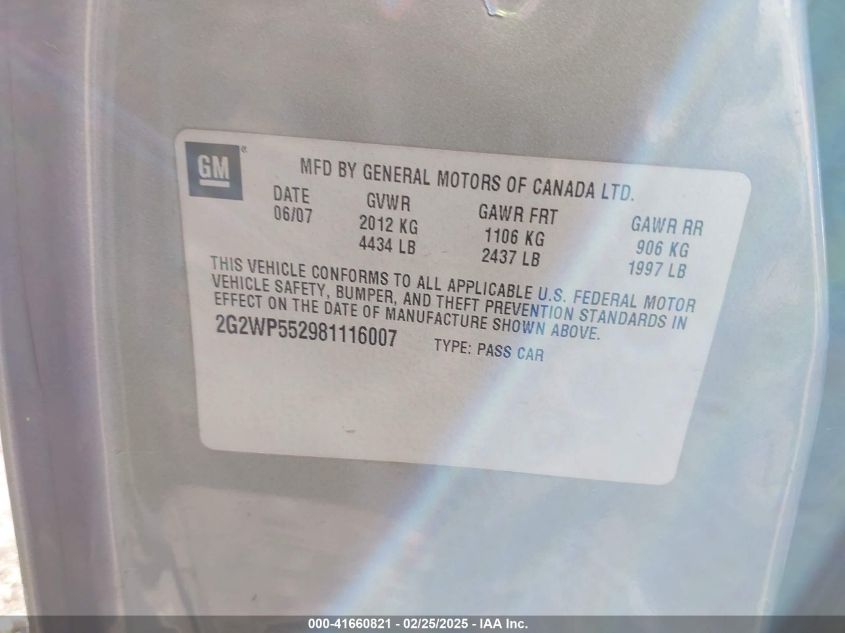 GM®
MFD BY GENERAL MOTORS OF CANADA LTD.
DATE GVWR GAWR FRT GAWR RR
06/07 2012 KG 1106 KG 906 KG
4434 LB 2437 LB 1997 LB
THIS VEHICLE CONFORMS TO ALL APPLICABLE U.S. FEDERAL MOTOR
VEHICLE SAFETY, BUMPER, AND THEFT PREVENTION STANDARDS IN
EFFECT ON THE DATE OF MANUFACTURE SHOWN ABOVE.
2G2WP552981116007 TYPE: PASS CAR
000-41660821 - 02/25/2025 - IAA Inc.